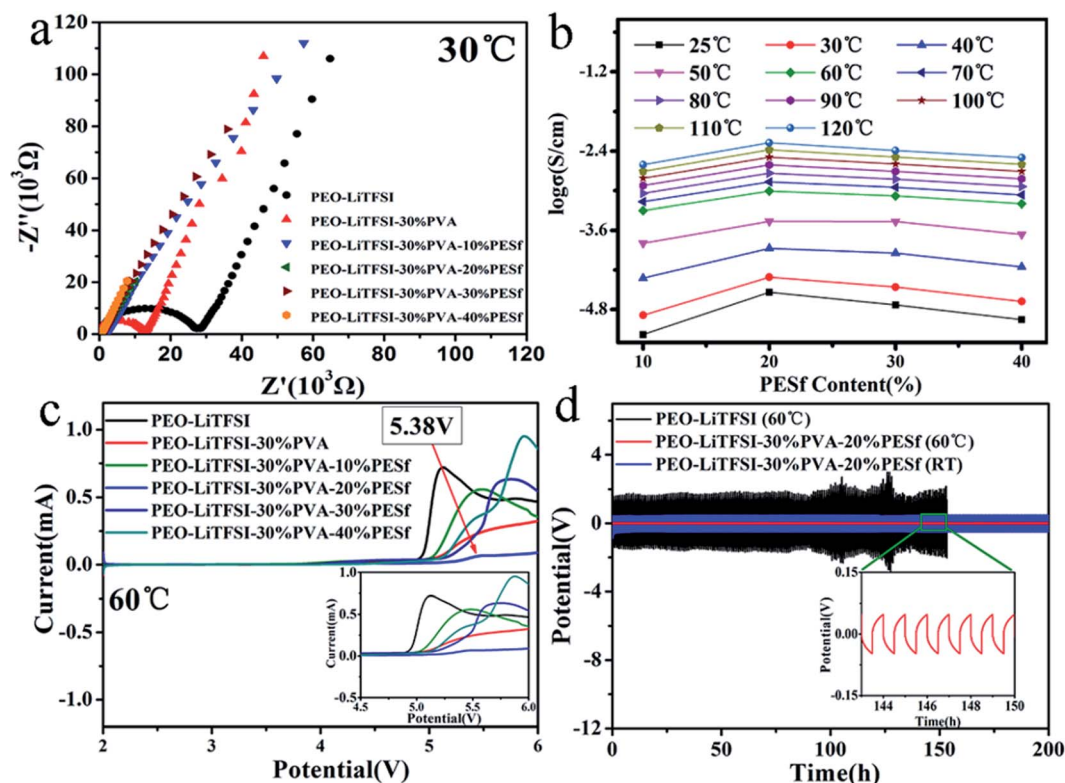 a
30℃
120
100
80
60
40
20
0
-Z''(10³Ω)
PEO-LiTFSI
PEO-LiTFSI-30%PVA
PEO-LiTFSI-30%PVA-10%PESf
PEO-LiTFSI-30%PVA-20%PESf
PEO-LiTFSI-30%PVA-30%PESf
PEO-LiTFSI-30%PVA-40%PESf
0 20 40 60 80 100 120
Z'(10³Ω)
b
25℃ 30℃ 40℃
50℃ 60℃ 70℃
80℃ 90℃ 100℃
110℃ 120℃
-1.2
-2.4
-3.6
-4.8
logσ(S/cm)
10 20 30 40
PESf Content(%)
c
PEO-LiTFSI
PEO-LiTFSI-30%PVA
PEO-LiTFSI-30%PVA-10%PESf
PEO-LiTFSI-30%PVA-20%PESf
PEO-LiTFSI-30%PVA-30%PESf
PEO-LiTFSI-30%PVA-40%PESf
5.38V
1.0
0.5
0.0
-0.5
-1.0
Current(mA)
60℃
1.0
0.5
0.0
-0.5
Current(mA)
4.5 5.0 5.5 6.0
Potential(V)
2 3 4 5 6
Potential(V)
d
PEO-LiTFSI (60℃)
PEO-LiTFSI-30%PVA-20%PESf (60℃)
PEO-LiTFSI-30%PVA-20%PESf (RT)
6
3
0
-3
-6
-9
-12
Potential(V)
0.15
0.00
-0.15
Potential(V)
144 146 148 150
Time(h)
0 50 100 150 200
Time(h)